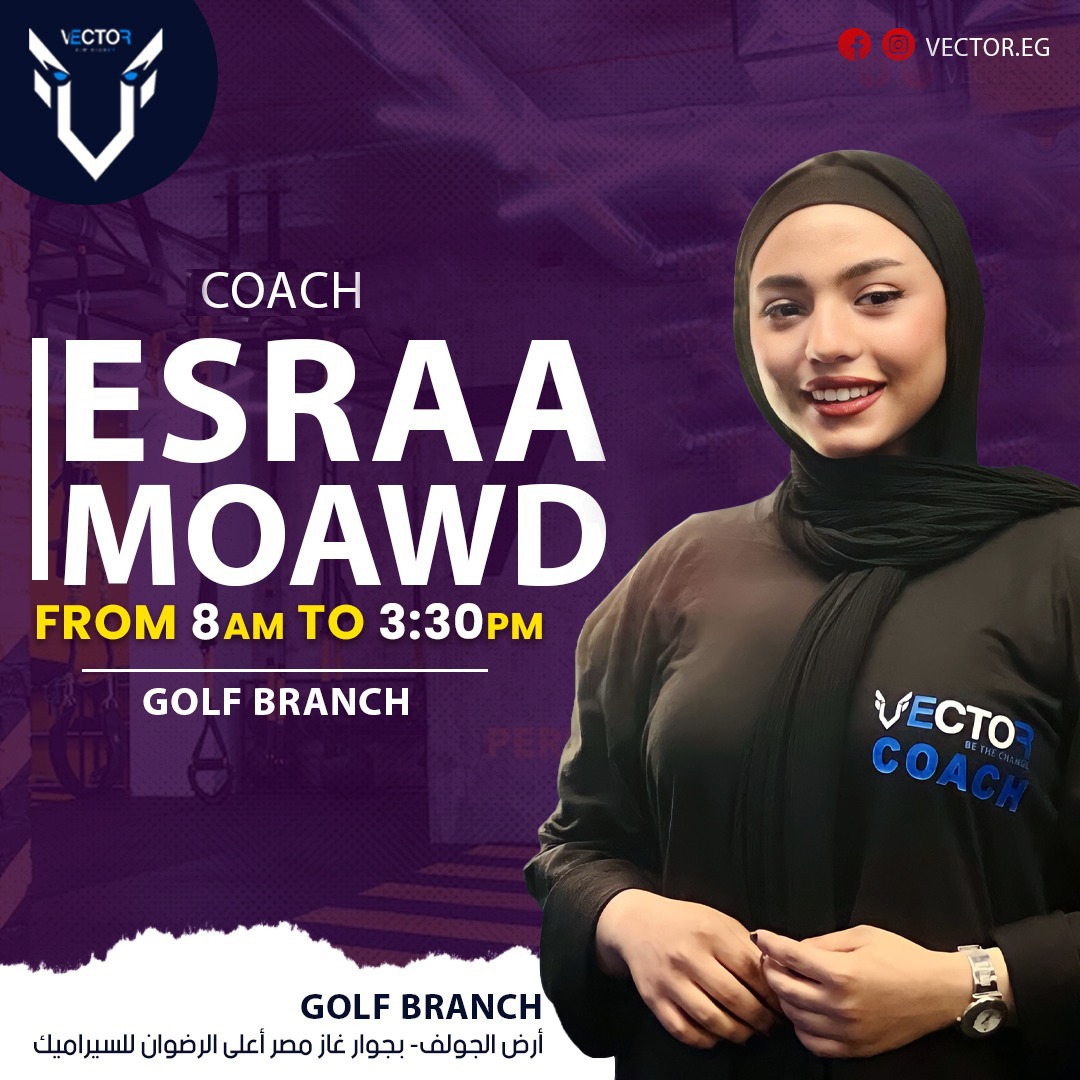 VECTOR
VECTOR.EG
COACH
ESRAA
MOAWD
FROM 8AM TO 3:30PM
GOLF BRANCH
VECTOR
BE THE CHANGE
COACH
GOLF BRANCH
أرض الجولف- بجوار غاز مصر أعلى الرضوان للسيراميك